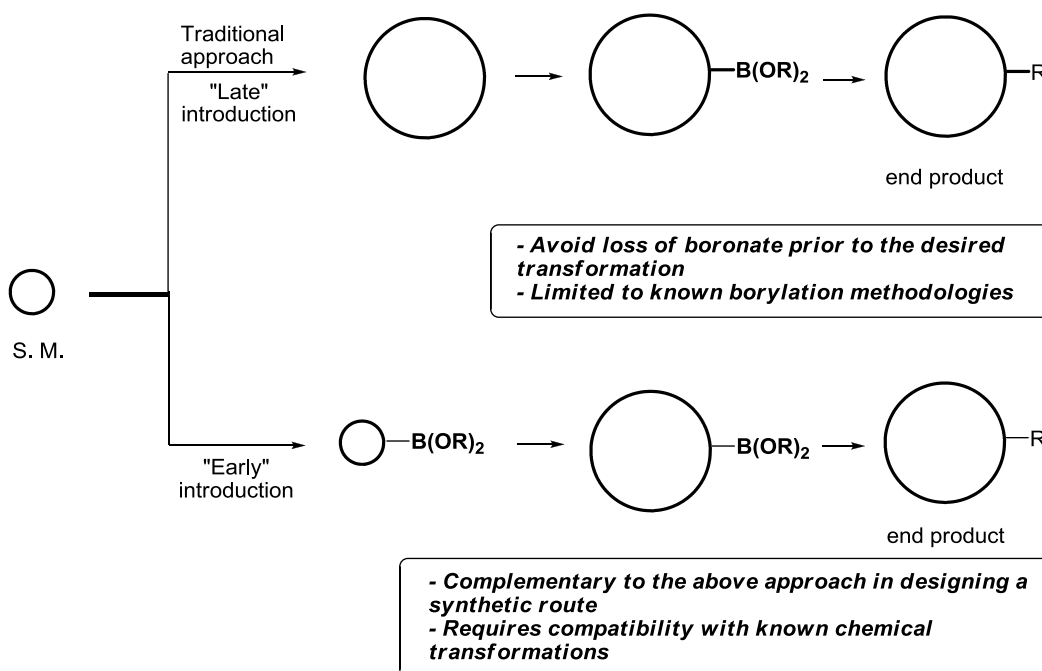 Traditional
approach
"Late"
introduction
B(OR)2
R
end product
- Avoid loss of boronate prior to the desired
transformation
- Limited to known borylation methodologies
S. M.
"Early"
introduction
B(OR)2
B(OR)2
R
end product
- Complementary to the above approach in designing a
synthetic route
- Requires compatibility with known chemical
transformations